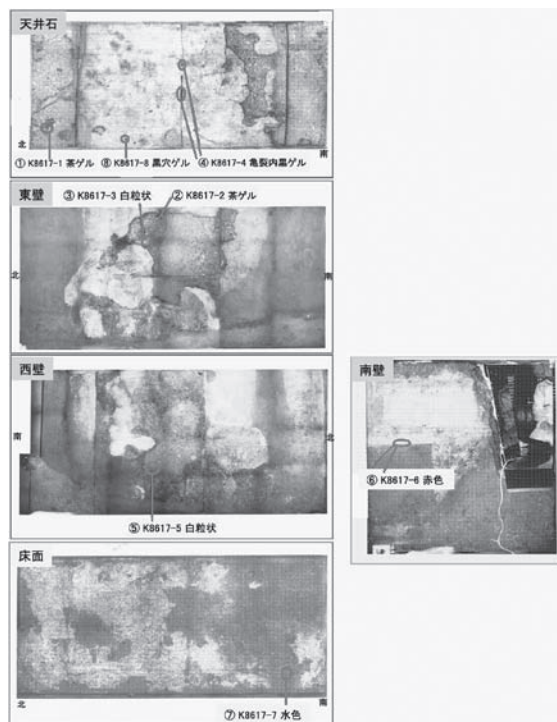 天井石
北
南
① K8617-1 茶ゲル ⑧ K8617-8 黒穴ゲル ④ K8617-4 亀裂内黒ゲル
東壁
③ K8617-3 白粒状 ② K8617-2 茶ゲル
北
南
西壁
南
北
⑤ K8617-5 白粒状
南壁
⑥ K8617-6 赤色
床面
北
南
⑦ K8617-7 水色